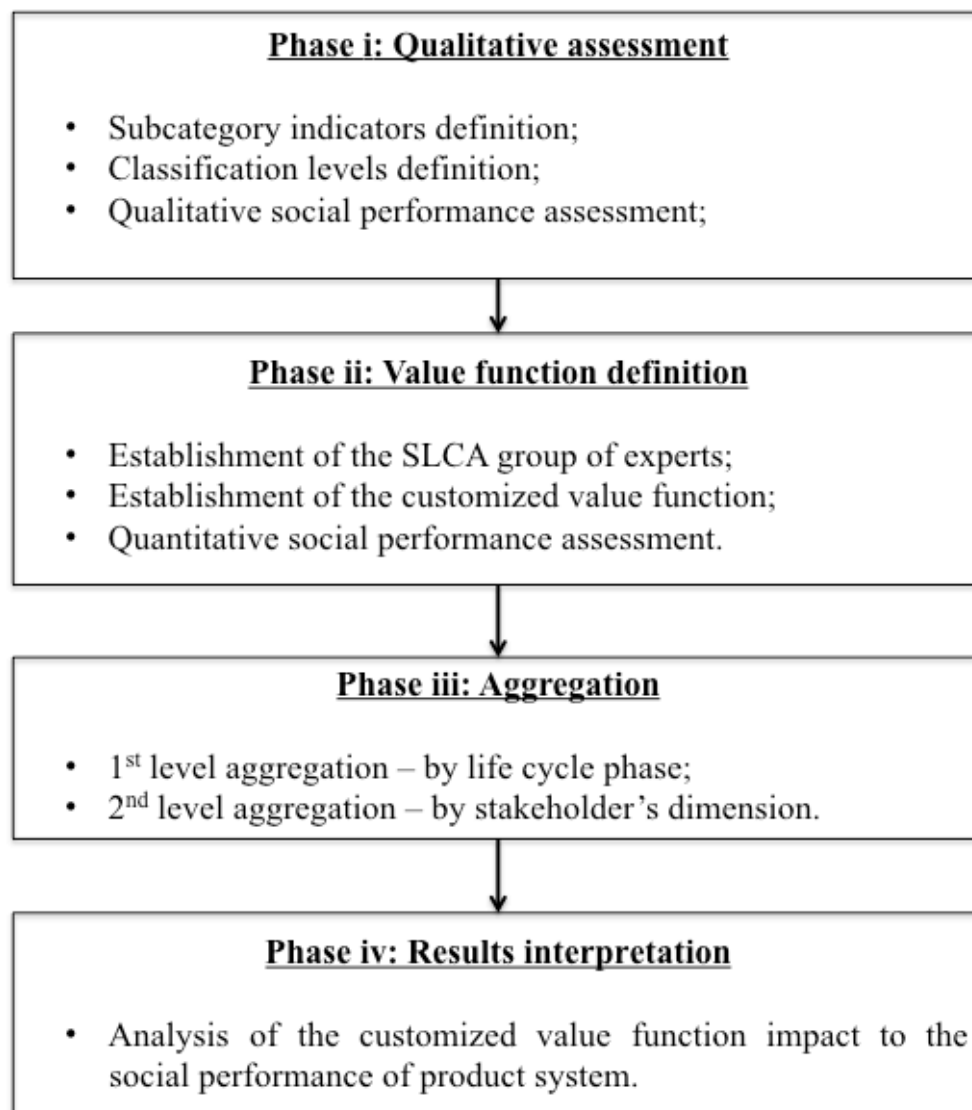 Phase i: Qualitative assessment
• Subcategory indicators definition;
• Classification levels definition;
• Qualitative social performance assessment;
Phase ii: Value function definition
• Establishment of the SLCA group of experts;
• Establishment of the customized value function;
• Quantitative social performance assessment.
Phase iii: Aggregation
• 1st level aggregation – by life cycle phase;
• 2nd level aggregation – by stakeholder’s dimension.
Phase iv: Results interpretation
• Analysis of the customized value function impact to the
social performance of product system.